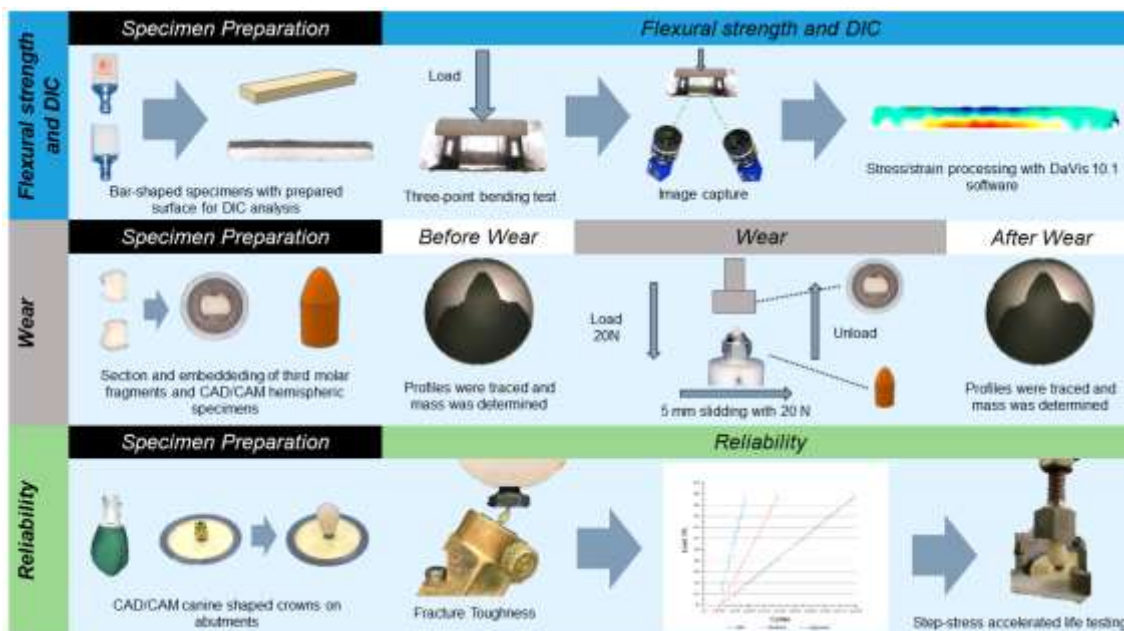 Flexural strength
and DIC
Specimen Preparation
Flexural strength and DIC
Load
Bar-shaped specimens with prepared
surface for DIC analysis
Three-point bending test
Image capture
Stress/strain processing with DaVis 10.1
software
Wear
Specimen Preparation
Before Wear
Wear
After Wear
Section and embeddeding of third molar
fragments and CAD/CAM hemispheric
specimens
Profiles were traced and
mass was determined
Load
20N
Unload
5 mm slidding with 20 N
Profiles were traced and
mass was determined
Reliability
Specimen Preparation
Reliability
CAD/CAM canine shaped crowns on
abutments
Fracture Toughness
Step-stress accelerated life testing